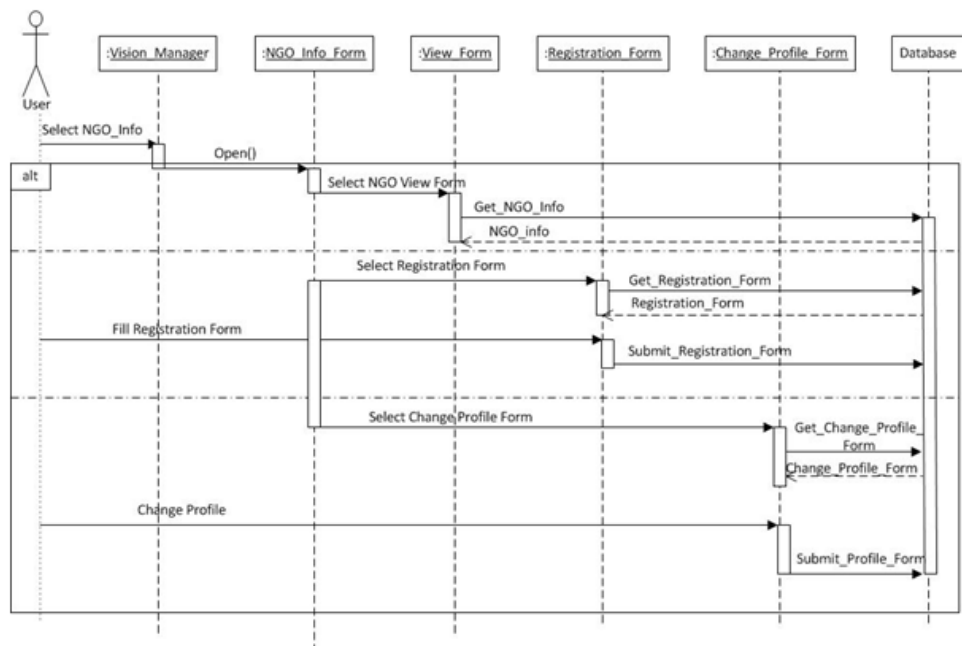 :Vision_Manager
:NGO_Info_Form
:View_Form
:Registration_Form
:Change_Profile_Form
Database
User
Select NGO_Info
Open()
alt
Select NGO View Form
Get_NGO_Info
NGO_info
Select Registration Form
Get_Registration_Form
Registration_Form
Fill Registration Form
Submit_Registration_Form
Select Change Profile Form
Get_Change_Profile_
Form
Change_Profile_Form
Change Profile
Submit_Profile_Form